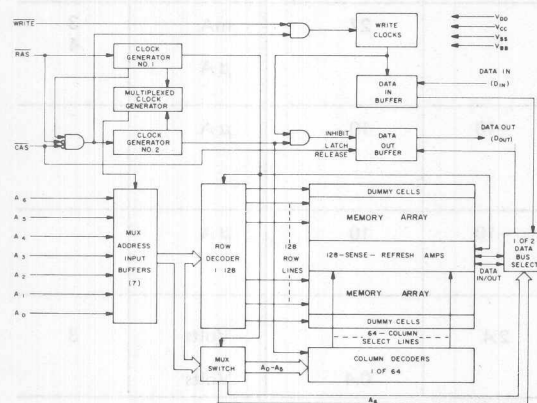 WRITE
RAS
CAS
CLOCK
GENERATOR
NO. 1
MULTIPLEXED
CLOCK
GENERATOR
CLOCK
GENERATOR
NO. 2
WRITE
CLOCKS
VDD
VCC
VSS
VBB
DATA
IN
BUFFER
DATA IN
(DIN)
INHIBIT
LATCH
RELEASE
DATA
OUT
BUFFER
DATA OUT
(DOUT)
A6
A5
A4
A3
A2
A1
A0
MUX
ADDRESS
INPUT
BUFFERS
(7)
ROW
DECODER
1 128
128
ROW
LINES
DUMMY CELLS
MEMORY ARRAY
128-SENSE-REFRESH AMPS
MEMORY ARRAY
DUMMY CELLS
DATA
IN/OUT
1 OF 2
DATA
BUS
SELECT
64-COLUMN
SELECT LINES
MUX
SWITCH
A0-A5
COLUMN DECODERS
1 OF 64
A6